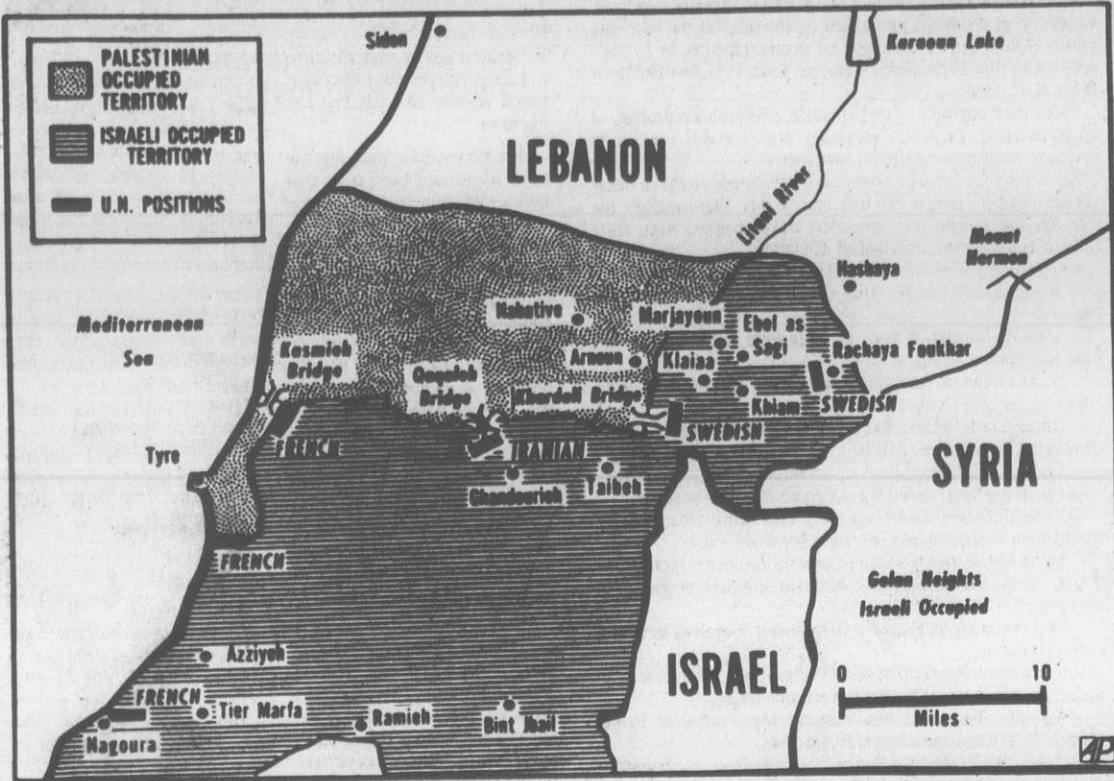 PALESTINIAN
OCCUPIED
TERRITORY
ISRAELI OCCUPIED
TERRITORY
U.N. POSITIONS
Sidon
Karaoun Lake
LEBANON
Litani River
Mount
Hermon
Hashaya
Mediterranean
Sea
Nabative
Marjayoun
Ebel as
Sagi
Kasmieh
Bridge
Qaqaleh
Bridge
Arnoun
Klaiaa
Rachaya Foukhar
Khardali Bridge
Khiam
SWEDISH
FRENCH
IRANIAN
SWEDISH
Tyre
Ghandourieh
Taibeh
SYRIA
FRENCH
Golan Heights
Israeli Occupied
Azziyeh
ISRAEL
0 10
Miles
FRENCH
Tier Marfa
Ramieh
Bint Jbail
Nagoura
AP